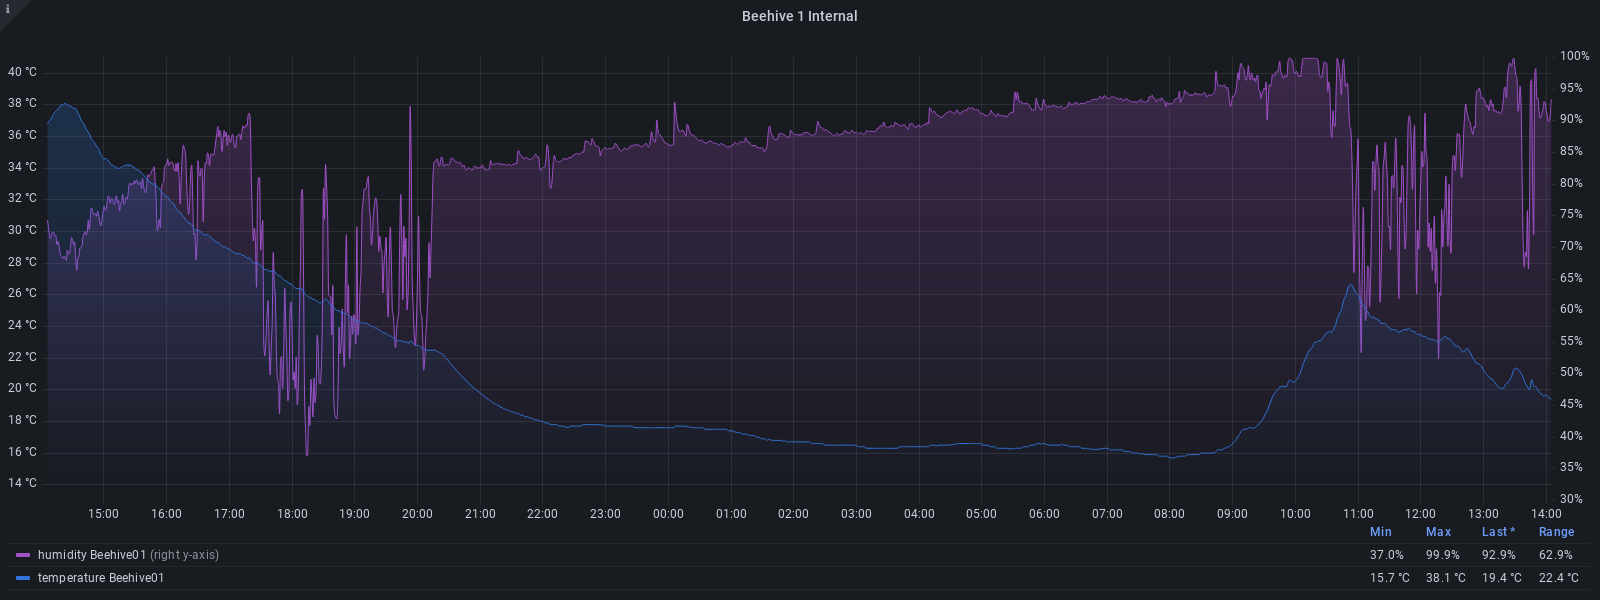 i
Beehive 1 Internal
40 °C
38 °C
36 °C
34 °C
32 °C
30 °C
28 °C
26 °C
24 °C
22 °C
20 °C
18 °C
16 °C
14 °C
100%
95%
90%
85%
80%
75%
70%
65%
60%
55%
50%
45%
40%
35%
30%
15:00 16:00 17:00 18:00 19:00 20:00 21:00 22:00 23:00 00:00 01:00 02:00 03:00 04:00 05:00 06:00 07:00 08:00 09:00 10:00 11:00 12:00 13:00 14:00
Min Max Last * Range
humidity Beehive01 (right y-axis) 37.0% 99.9% 92.9% 62.9%
temperature Beehive01 15.7 °C 38.1 °C 19.4 °C 22.4 °C